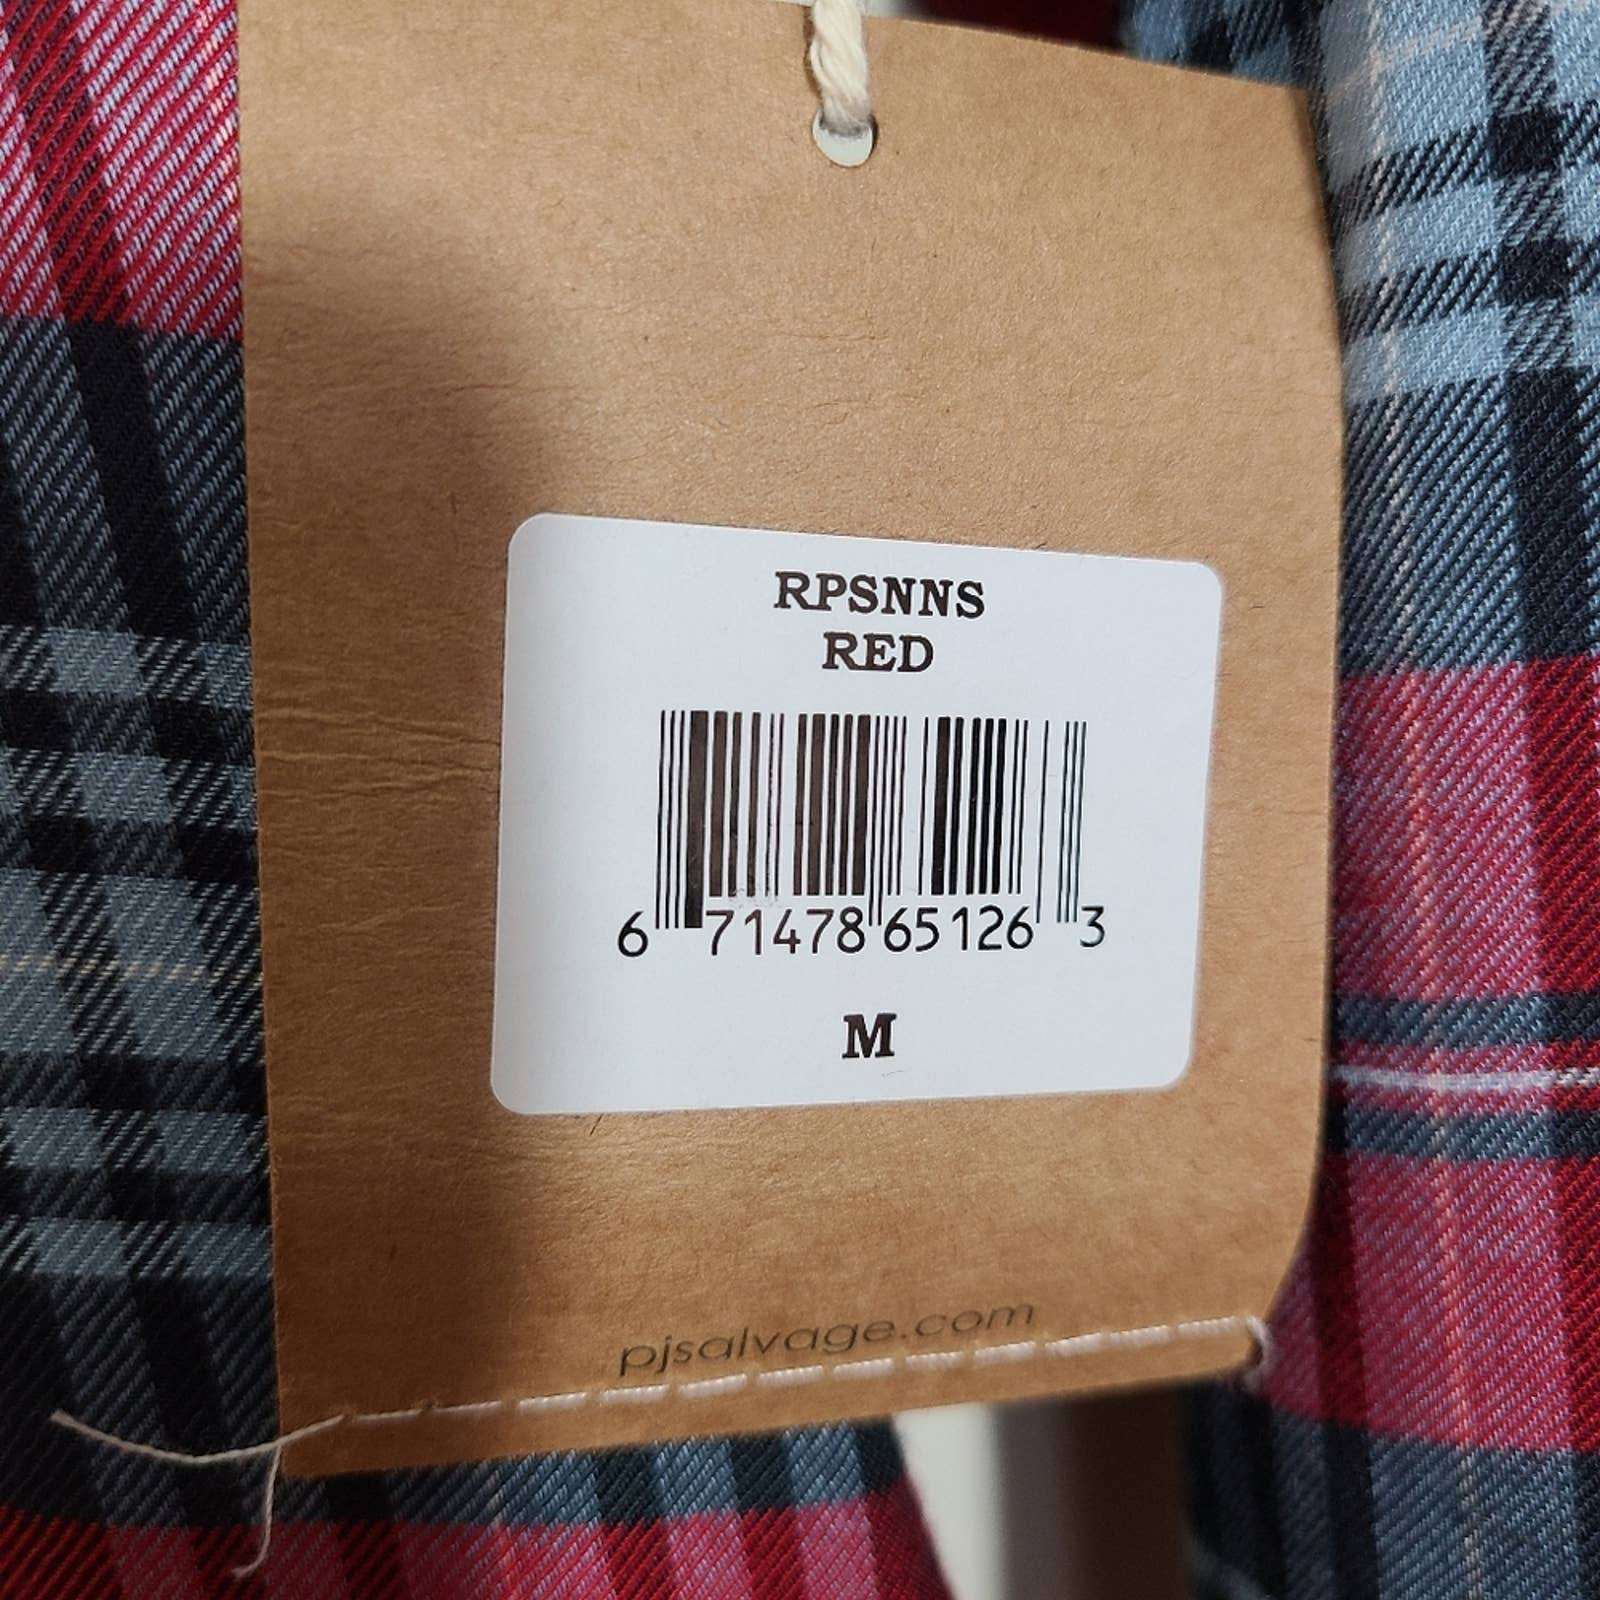 RPSNNS
RED
6 71478 65126 3
M
pjsalvage.com